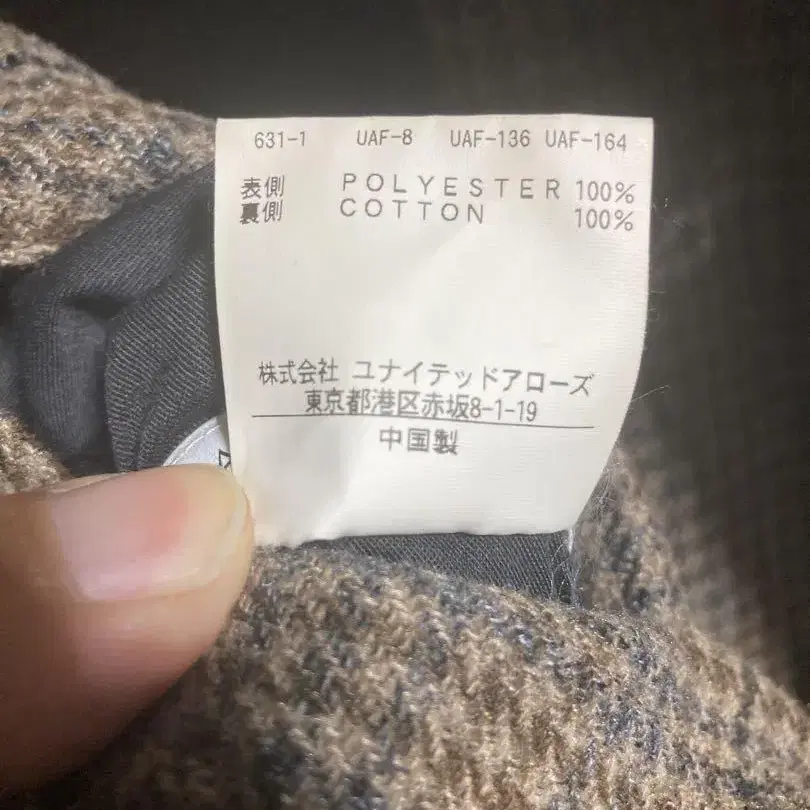 631-1 UAF-8 UAF-136 UAF-164
表側 POLYESTER 100%
裏側 COTTON 100%
株式会社 ユナイテッドアローズ
東京都港区赤坂8-1-19
中国製